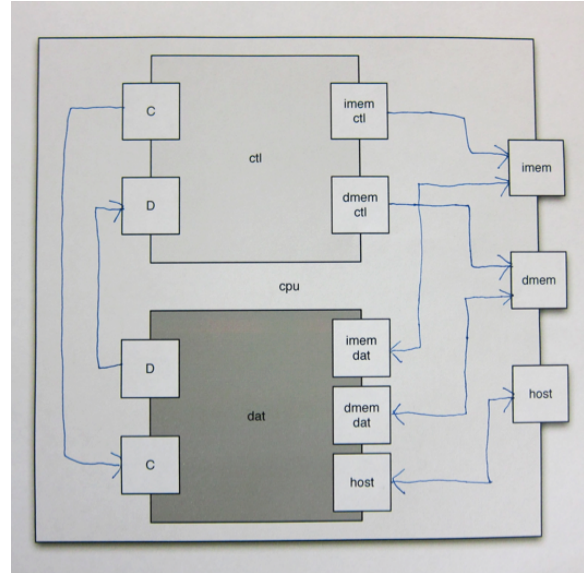 C
imem
ctl
ctl
imem
D
dmem
ctl
dmem
cpu
imem
dat
D
host
dmem
dat
dat
C
host